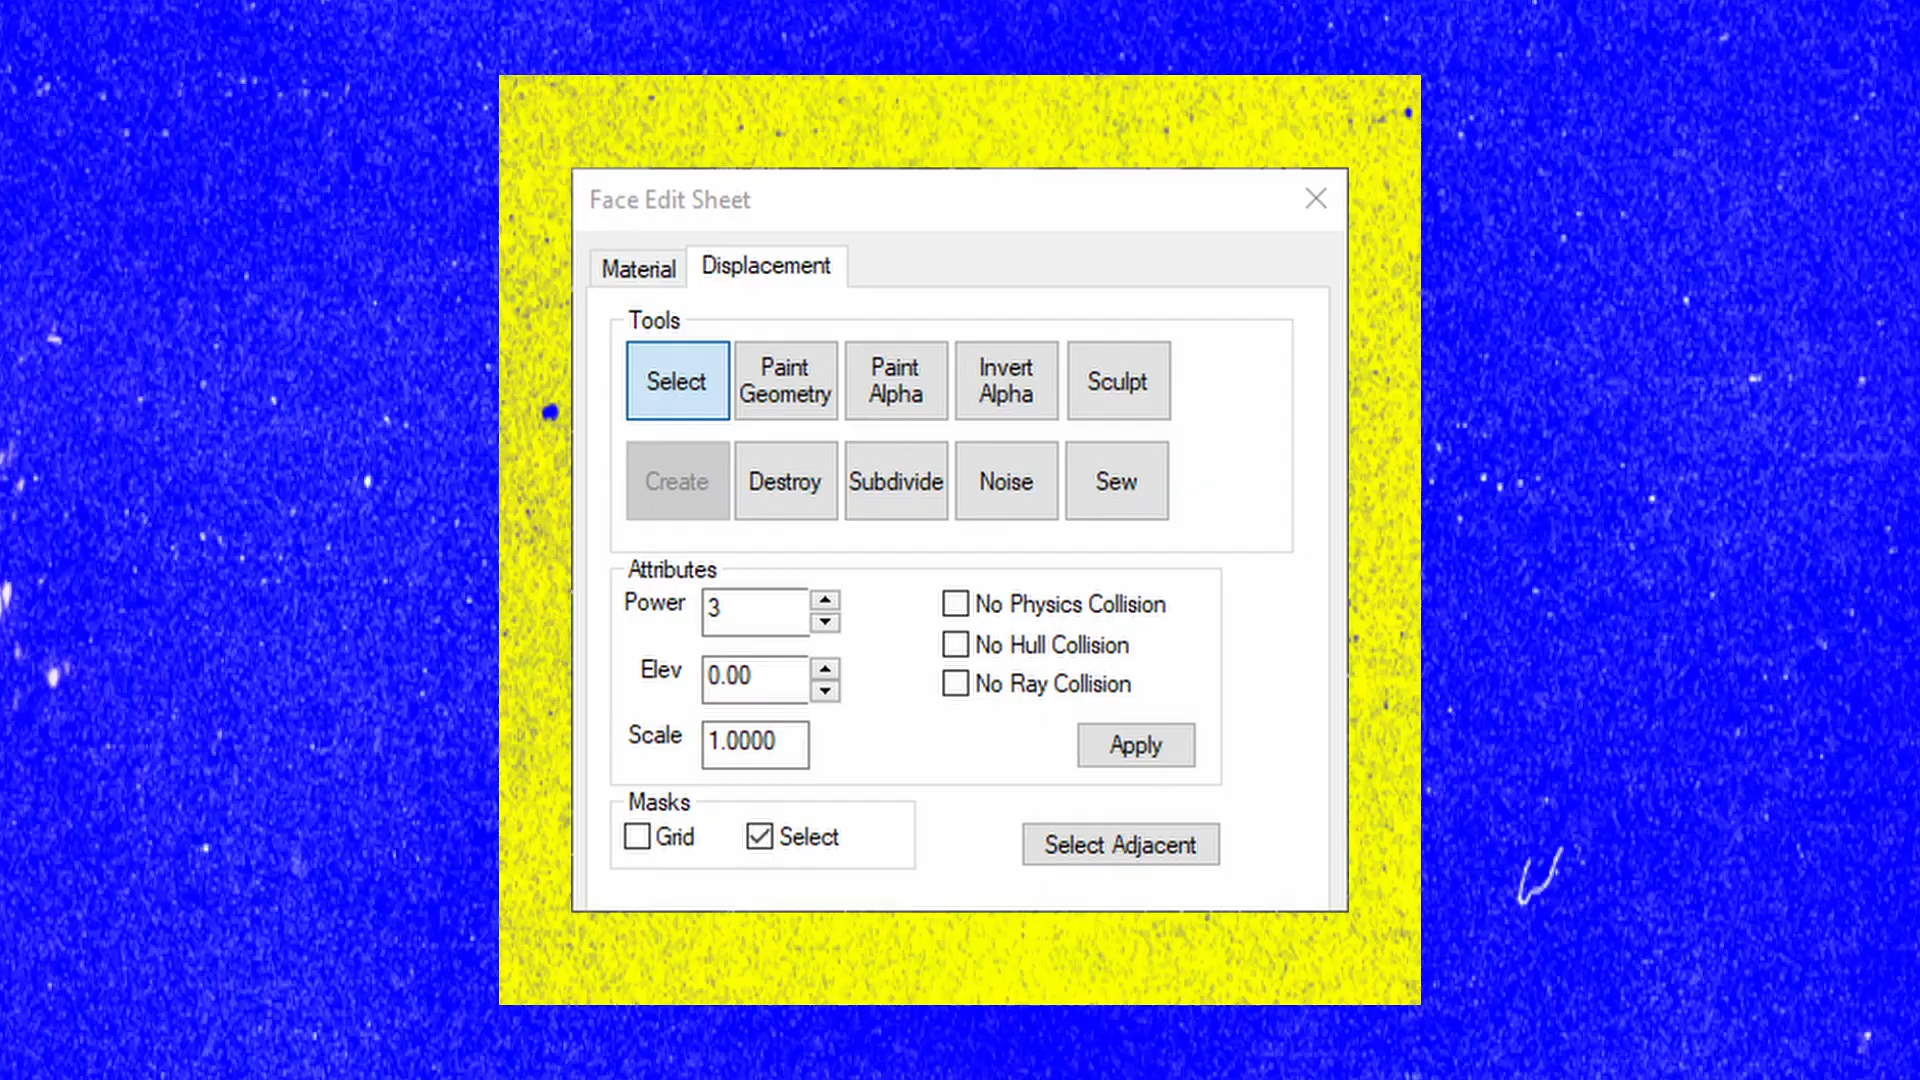 Face Edit Sheet
Material Displacement
Tools
Select Paint Geometry Paint Alpha Invert Alpha Sculpt
Create Destroy Subdivide Noise Sew
Attributes
Power 3 No Physics Collision
No Hull Collision
Elev 0.00 No Ray Collision
Scale 1.0000 Apply
Masks
Grid Select Select Adjacent